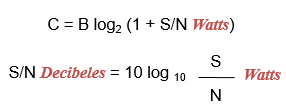 C = B log₂ (1 + S/N Watts)
S/N Decibeles = 10 log ₁₀ S/N Watts